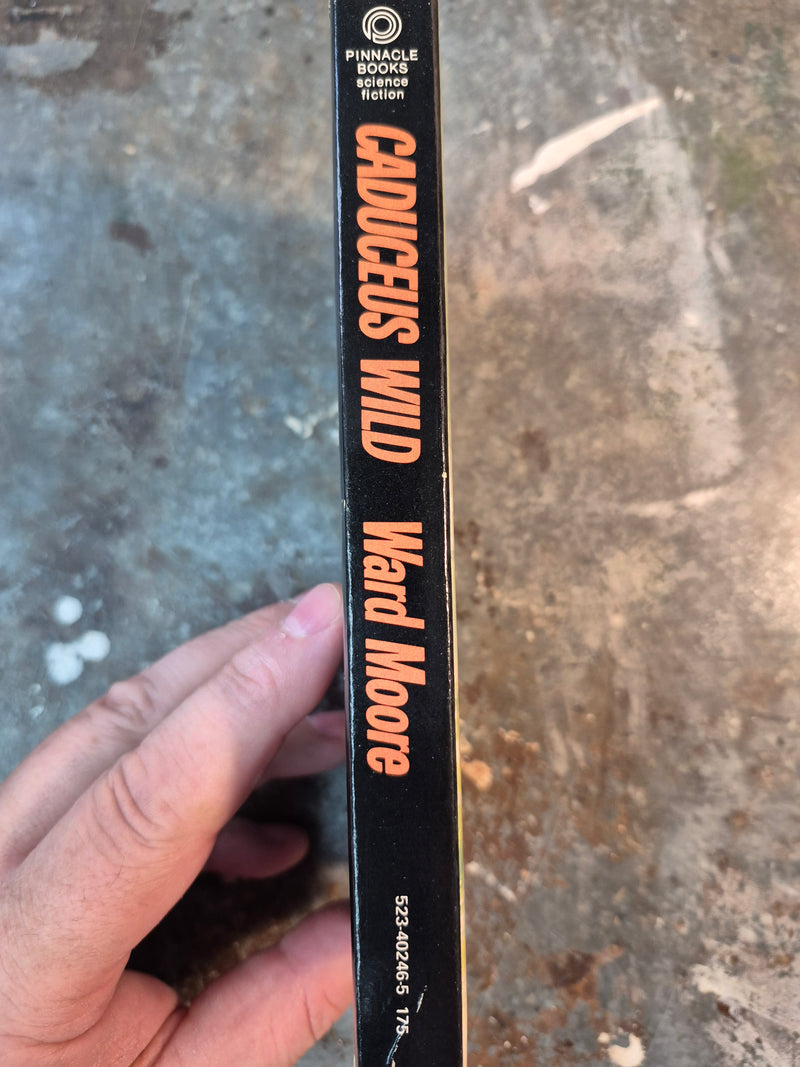 PINNACLE
BOOKS
science
fiction
CADUCEUS WILD
Ward Moore
523-40246-5 175